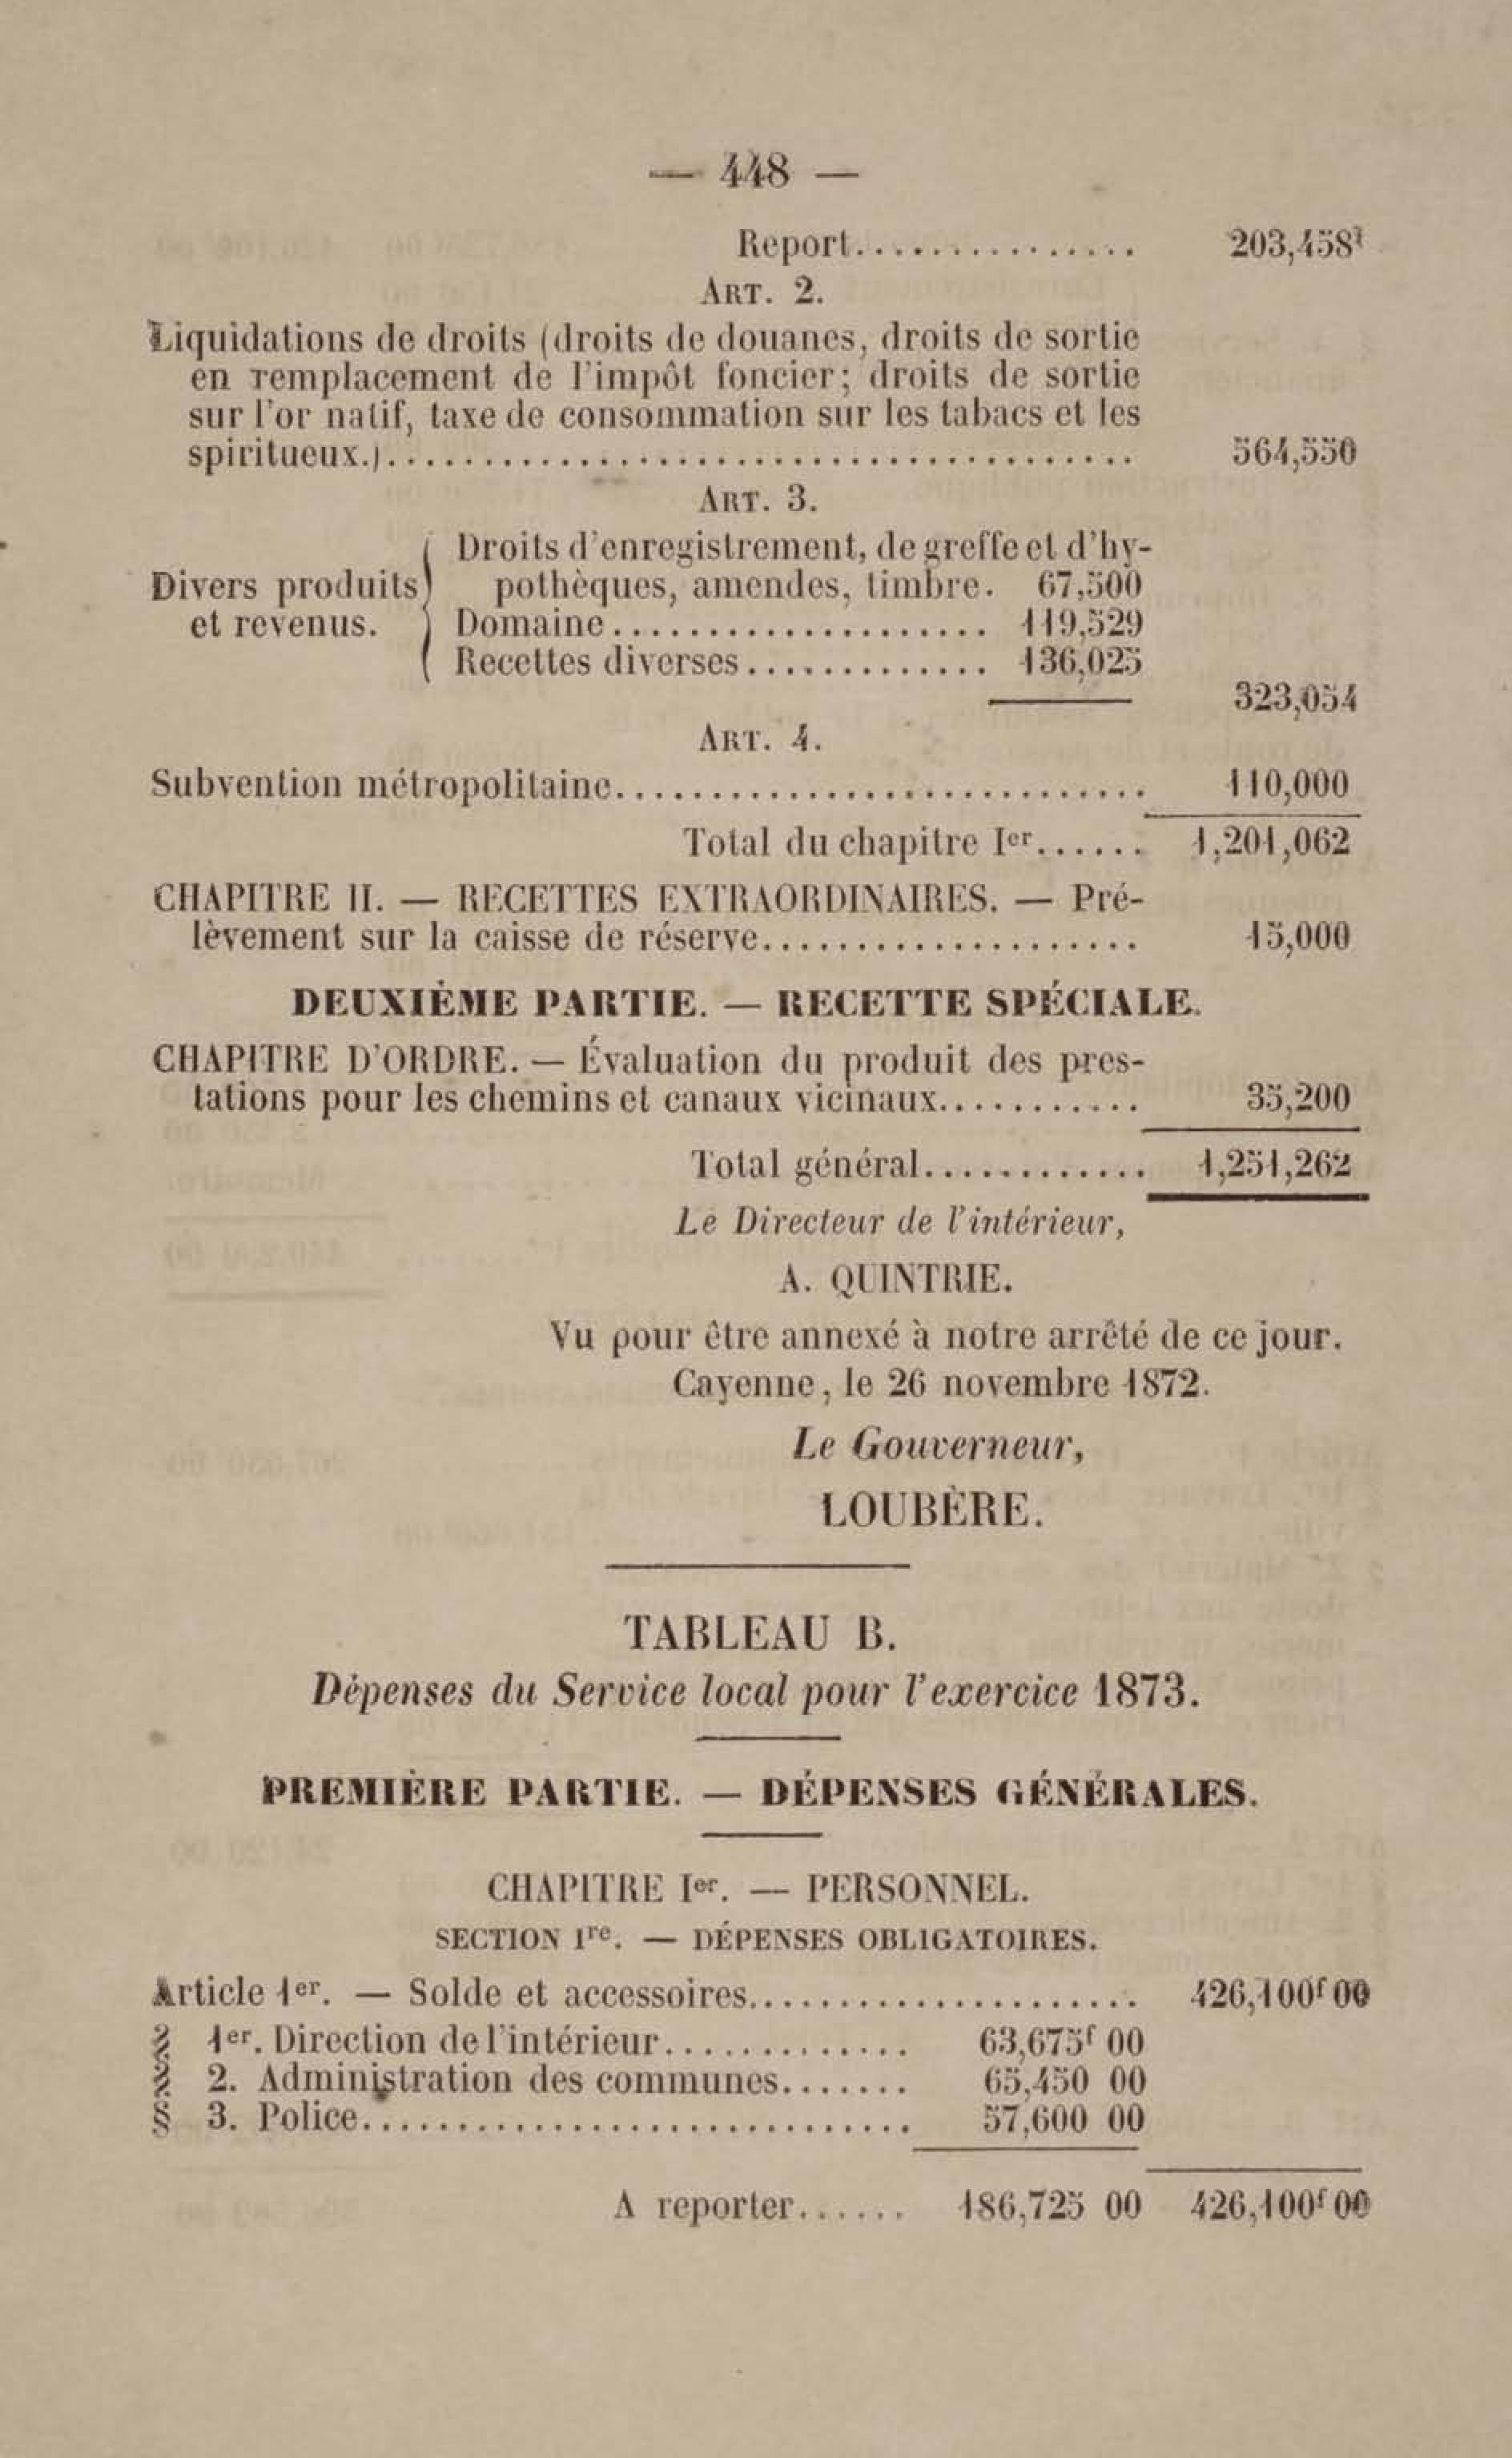 — 448 —
Report............... 203,458f
ART. 2.
Liquidations de droits (droits de douanes, droits de sortie
en remplacement de l'impôt foncier; droits de sortie
sur l'or natif, taxe de consommation sur les tabacs et les
spiritueux.)....................................... 564,550
ART. 3.
Droits d'enregistrement, de greffe et d'hy-
Divers produits pothèques, amendes, timbre. 67,500
et revenus. Domaine.................... 119,529
Recettes diverses............. 136,025
323,054
ART. 4.
Subvention métropolitaine............................ 110,000
Total du chapitre Ier...... 1,201,062
CHAPITRE II. — RECETTES EXTRAORDINAIRES. — Pré-
lèvement sur la caisse de réserve.................... 15,000
DEUXIÈME PARTIE. — RECETTE SPÉCIALE.
CHAPITRE D'ORDRE. — Évaluation du produit des pres-
tations pour les chemins et canaux vicinaux........... 35,200
Total général............ 1,251,262
Le Directeur de l'intérieur,
A. QUINTRIE.
Vu pour être annexé à notre arrêté de ce jour.
Cayenne, le 26 novembre 1872.
Le Gouverneur,
LOUBÈRE.
TABLEAU B.
Dépenses du Service local pour l'exercice 1873.
PREMIÈRE PARTIE. — DÉPENSES GÉNÉRALES.
CHAPITRE Ier. — PERSONNEL.
SECTION 1re. — DÉPENSES OBLIGATOIRES.
Article 1er. — Solde et accessoires..................... 426,100f 00
§ 1er. Direction de l'intérieur............. 63,675f 00
§ 2. Administration des communes....... 65,450 00
§ 3. Police............................. 57,600 00
A reporter...... 186,725 00 426,100f 00